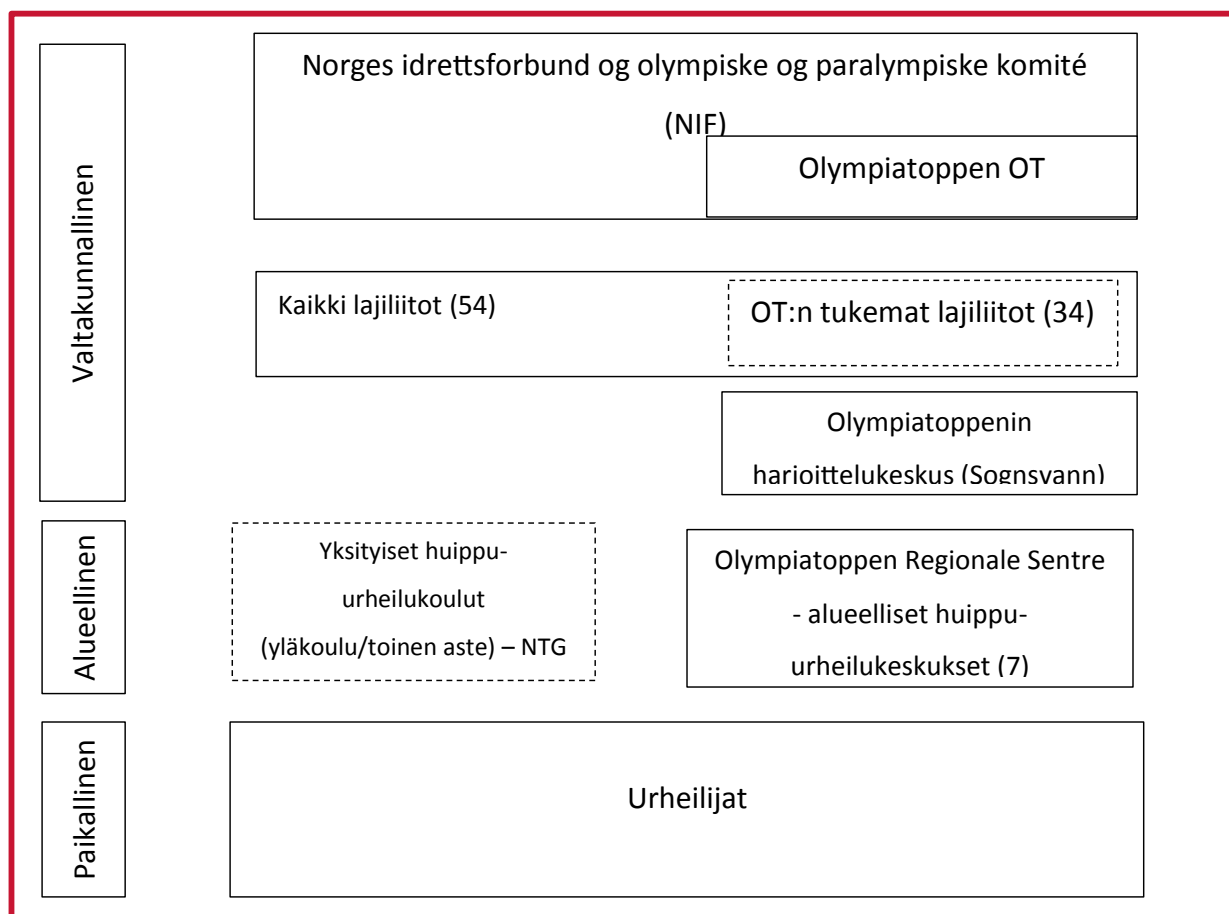 Valtakunnallinen
Norges idrettsforbund og olympiske og paralympiske komité
(NIF)
Olympiatoppen OT
Kaikki lajiliitot (54)
OT:n tukemat lajiliitot (34)
Olympiatoppenin
harioittelukeskus (Sognsvann)
Alueellinen
Yksityiset huippu-
urheilukoulut
(yläkoulu/toinen aste) – NTG
Olympiatoppen Regionale Sentre
- alueelliset huippu-
urheilukeskukset (7)
Paikallinen
Urheilijat